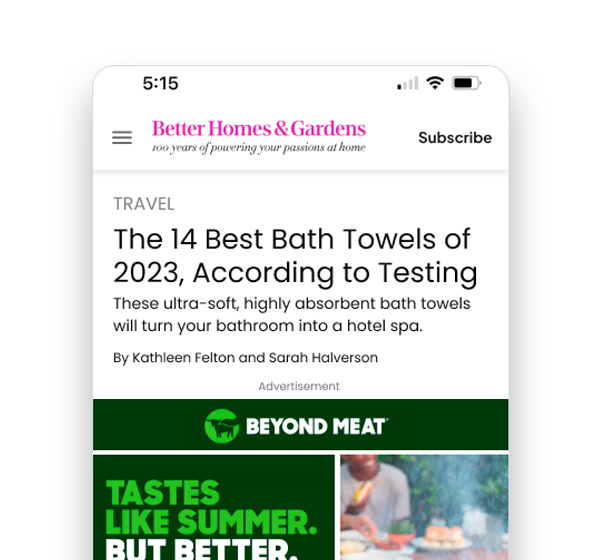 5:15
Better Homes & Gardens
100 years of powering your passions at home
Subscribe
TRAVEL
The 14 Best Bath Towels of
2023, According to Testing
These ultra-soft, highly absorbent bath towels
will turn your bathroom into a hotel spa.
By Kathleen Felton and Sarah Halverson
Advertisement
BEYOND MEAT
TASTES
LIKE SUMMER.
BUT BETTER.